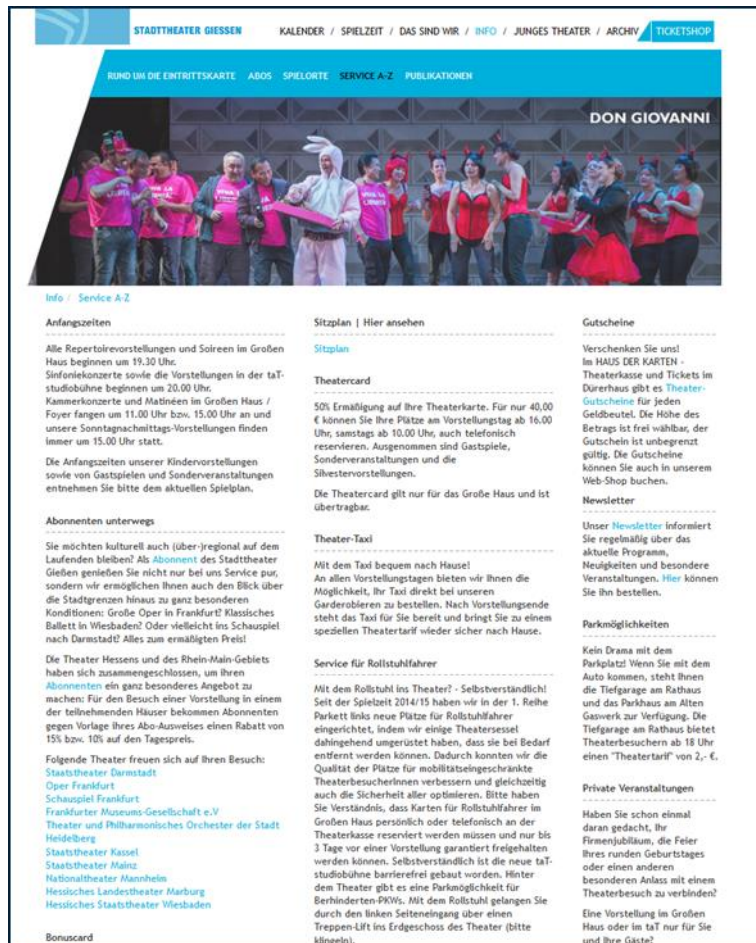 STADTTHEATER GIESSEN
KALENDER / SPIELZEIT / DAS SIND WIR / INFO / JUNGES THEATER / ARCHIV
TICKETSHOP
RUND UM DIE EINTRITTSKARTE ABOS SPIELORTE SERVICE A-Z PUBLIKATIONEN
DON GIOVANNI
Info / Service A-Z
Anfangszeiten
Alle Repertoirevorstellungen und Soireen im Großen
Haus beginnen um 19.30 Uhr.
Sinfoniekonzerte sowie die Vorstellungen in der taT-
studiobühne beginnen um 20.00 Uhr.
Kammerkonzerte und Matinéen im Großen Haus /
Foyer fangen um 11.00 Uhr bzw. 15.00 Uhr an und
unsere Sonntagnachmittags-Vorstellungen finden
immer um 15.00 Uhr statt.
Die Anfangszeiten unserer Kindervorstellungen
sowie von Gastspielen und Sonderveranstaltungen
entnehmen Sie bitte dem aktuellen Spielplan.
Abonnenten unterwegs
Sie möchten kulturell auch (über-)regional auf dem
Laufenden bleiben? Als Abonnent des Stadttheater
Gießen genießen Sie nicht nur bei uns Service pur,
sondern wir ermöglichen Ihnen auch den Blick über
die Stadtgrenzen hinaus zu ganz besonderen
Konditionen: Große Oper in Frankfurt? Klassisches
Ballett in Wiesbaden? Oder vielleicht ins Schauspiel
nach Darmstadt? Alles zum ermäßigten Preis!
Die Theater Hessens und des Rhein-Main-Gebiets
haben sich zusammengeschlossen, um ihren
Abonnenten ein ganz besonderes Angebot zu
machen: Für den Besuch einer Vorstellung in einem
der teilnehmenden Häuser bekommen Abonnenten
gegen Vorlage ihres Abo-Ausweises einen Rabatt von
15% bzw. 10% auf den Tagespreis.
Folgende Theater freuen sich auf Ihren Besuch:
Staatstheater Darmstadt
Oper Frankfurt
Schauspiel Frankfurt
Frankfurter Museums-Gesellschaft e.V
Theater und Philharmonisches Orchester der Stadt
Heidelberg
Staatstheater Kassel
Staatstheater Mainz
Nationaltheater Mannheim
Hessisches Landestheater Marburg
Hessisches Staatstheater Wiesbaden
Bonuscard
Sitzplan | Hier ansehen
Sitzplan
Theatercard
50% Ermäßigung auf Ihre Theaterkarte. Für nur 40,00
€ können Sie Ihre Plätze am Vorstellungstag ab 16.00
Uhr, samstags ab 10.00 Uhr, auch telefonisch
reservieren. Ausgenommen sind Gastspiele,
Sonderveranstaltungen und die
Silvestervorstellungen.
Die Theatercard gilt nur für das Große Haus und ist
übertragbar.
Theater-Taxi
Mit dem Taxi bequem nach Hause!
An allen Vorstellungstagen bieten wir Ihnen die
Möglichkeit, Ihr Taxi direkt bei unseren
Garderobieren zu bestellen. Nach Vorstellungsende
steht das Taxi für Sie bereit und bringt Sie zu einem
speziellen Theatertarif wieder sicher nach Hause.
Service für Rollstuhlfahrer
Mit dem Rollstuhl ins Theater? - Selbstverständlich!
Seit der Spielzeit 2014/15 haben wir in der 1. Reihe
Parkett links neue Plätze für Rollstuhlfahrer
eingerichtet, indem wir einige Theatersessel
dahingehend umgerüstet haben, dass sie bei Bedarf
entfernt werden können. Dadurch konnten wir die
Qualität der Plätze für mobilitätseingeschränkte
TheaterbesucherInnen verbessern und gleichzeitig
auch die Sicherheit aller optimieren. Bitte haben
Sie Verständnis, dass Karten für Rollstuhlfahrer im
Großen Haus persönlich oder telefonisch an der
Theaterkasse reserviert werden müssen und nur bis
3 Tage vor einer Vorstellung garantiert freigehalten
werden können. Selbstverständlich ist die neue taT-
studiobühne barrierefrei gebaut worden. Hinter
dem Theater gibt es eine Parkmöglichkeit für
Behinderten-PKWs. Mit dem Rollstuhl gelangen Sie
durch den linken Seiteneingang über einen
Treppen-Lift ins Erdgeschoss des Theater (bitte
klingeln).
Gutscheine
Verschenken Sie uns!
Im HAUS DER KARTEN -
Theaterkasse und Tickets im
Dürerhaus gibt es Theater-
Gutscheine für jeden
Geldbeutel. Die Höhe des
Betrags ist frei wählbar, der
Gutschein ist unbegrenzt
gültig. Die Gutscheine
können Sie auch in unserem
Web-Shop buchen.
Newsletter
Unser Newsletter informiert
Sie regelmäßig über das
aktuelle Programm,
Neuigkeiten und besondere
Veranstaltungen. Hier können
Sie ihn bestellen.
Parkmöglichkeiten
Kein Drama mit dem
Parkplatz! Wenn Sie mit dem
Auto kommen, steht Ihnen
die Tiefgarage am Rathaus
und das Parkhaus am Alten
Gaswerk zur Verfügung. Die
Tiefgarage am Rathaus bietet
Theaterbesuchern ab 18 Uhr
einen "Theatertarif" von 2,- €.
Private Veranstaltungen
Haben Sie schon einmal
daran gedacht, Ihr
Firmenjubiläum, die Feier
Ihres runden Geburtstages
oder einen anderen
besonderen Anlass mit einem
Theaterbesuch zu verbinden?
Eine Vorstellung im Großen
Haus oder im taT nur für Sie
und Ihre Gäste?